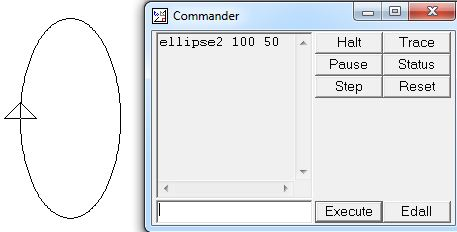 Commander
ellipse2 100 50
Halt Trace
Pause Status
Step Reset
Execute Edall